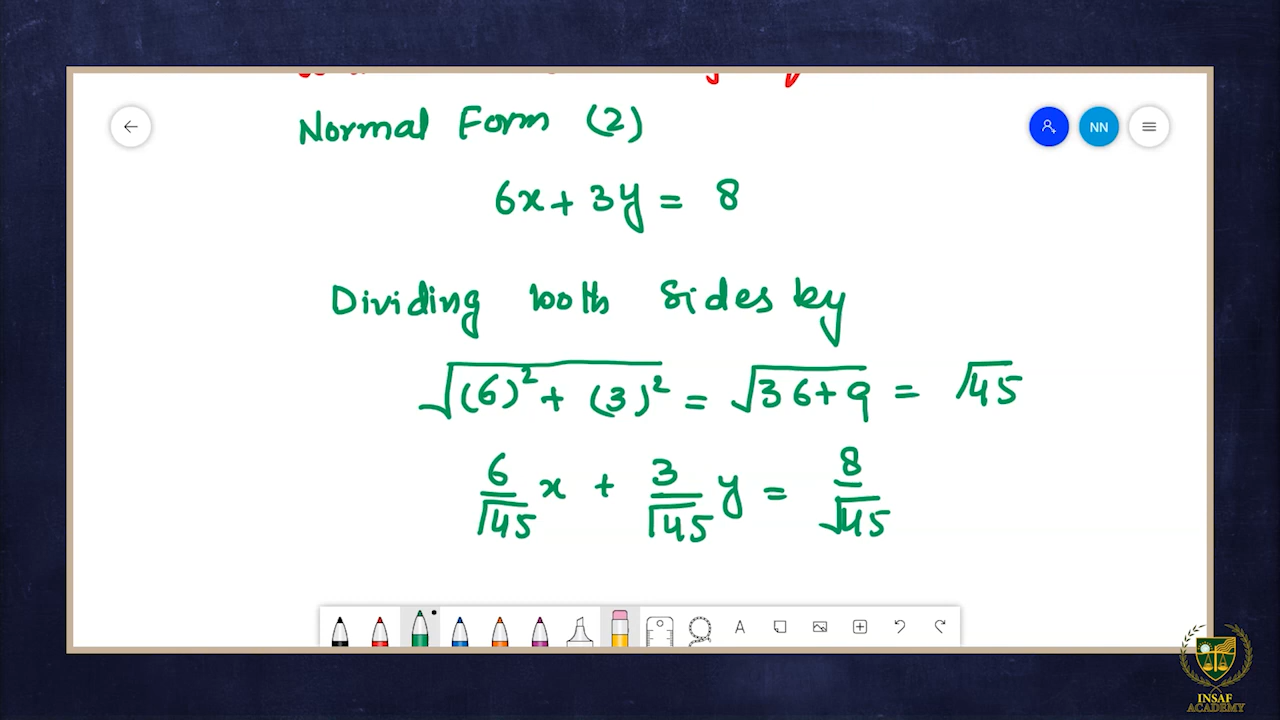 Normal Form (2)
NN
6x + 3y = 8
Dividing both sides by
√(6)² + (3)² = √36+9 = √45
6/√45 x + 3/√45 y = 8/√45
A
INSAF
ACADEMY